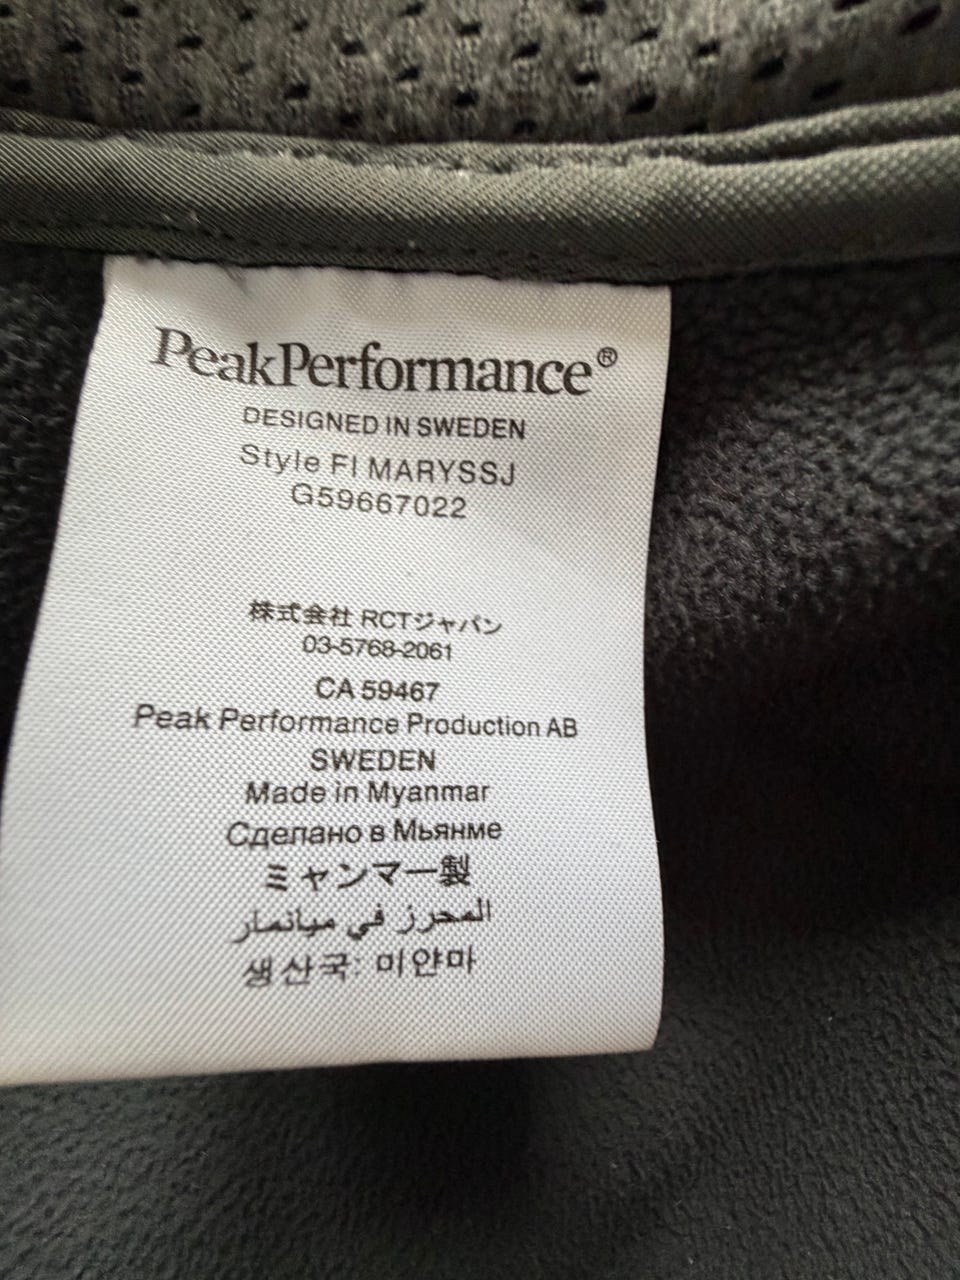 PeakPerformance®
DESIGNED IN SWEDEN
Style FI MARYSSJ
G59667022
株式会社 RCTジャパン
03-5768-2061
CA 59467
Peak Performance Production AB
SWEDEN
Made in Myanmar
Сделано в Мьянме
ミャンマー製
المحرز في ميانمار
생산국: 미얀마